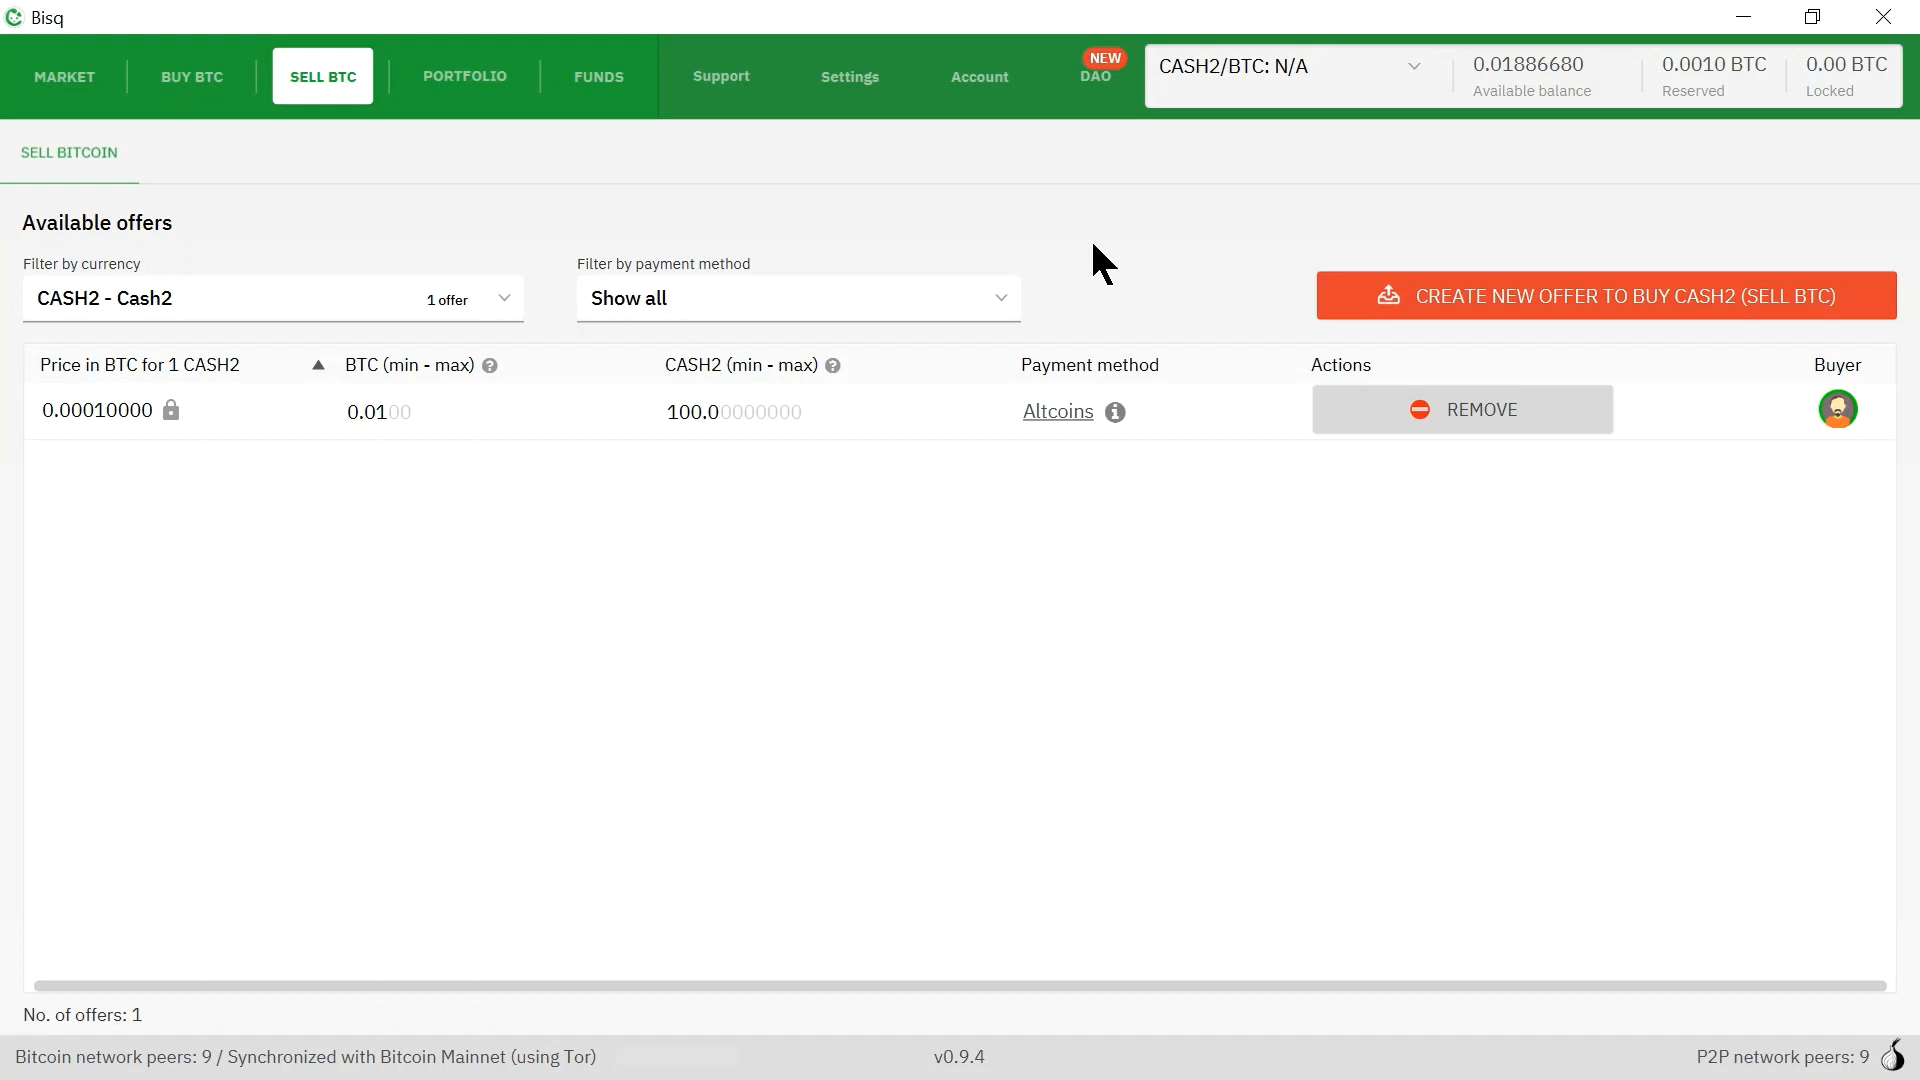 Bisq
MARKET BUY BTC SELL BTC PORTFOLIO FUNDS Support Settings Account NEW DAO CASH2/BTC: N/A 0.01886680 0.0010 BTC 0.00 BTC
Available balance Reserved Locked
SELL BITCOIN
Available offers
Filter by currency Filter by payment method
CASH2 - Cash2 1 offer Show all CREATE NEW OFFER TO BUY CASH2 (SELL BTC)
Price in BTC for 1 CASH2 BTC (min - max) CASH2 (min - max) Payment method Actions Buyer
0.00010000 0.0100 100.00000000 Altcoins REMOVE
No. of offers: 1
Bitcoin network peers: 9 / Synchronized with Bitcoin Mainnet (using Tor) v0.9.4 P2P network peers: 9